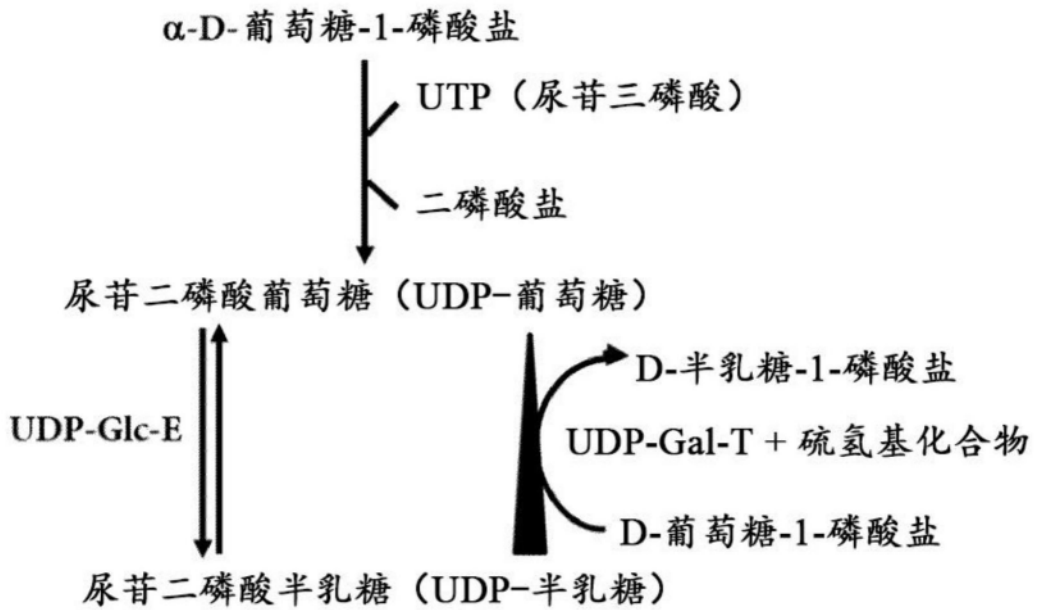 α-D-葡萄糖-1-磷酸盐
UTP（尿苷三磷酸）
二磷酸盐
尿苷二磷酸葡萄糖（UDP-葡萄糖）
D-半乳糖-1-磷酸盐
UDP-Glc-E
UDP-Gal-T + 硫氢基化合物
D-葡萄糖-1-磷酸盐
尿苷二磷酸半乳糖（UDP-半乳糖）